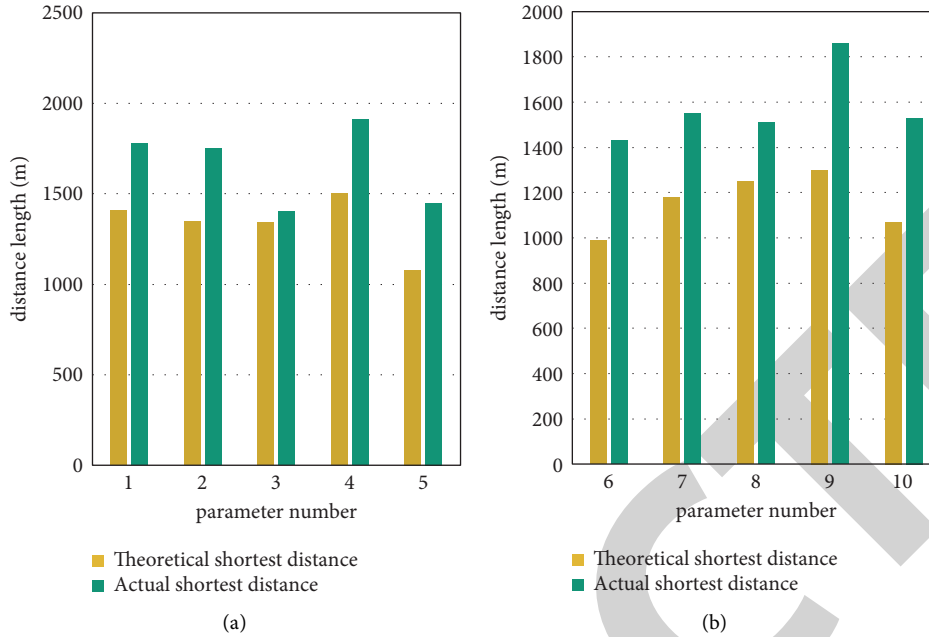 2500
2000
1500
1000
500
0
distance length (m)
1 2 3 4 5
parameter number
Theoretical shortest distance
Actual shortest distance
(a)
2000
1800
1600
1400
1200
1000
800
600
400
200
0
distance length (m)
6 7 8 9 10
parameter number
Theoretical shortest distance
Actual shortest distance
(b)